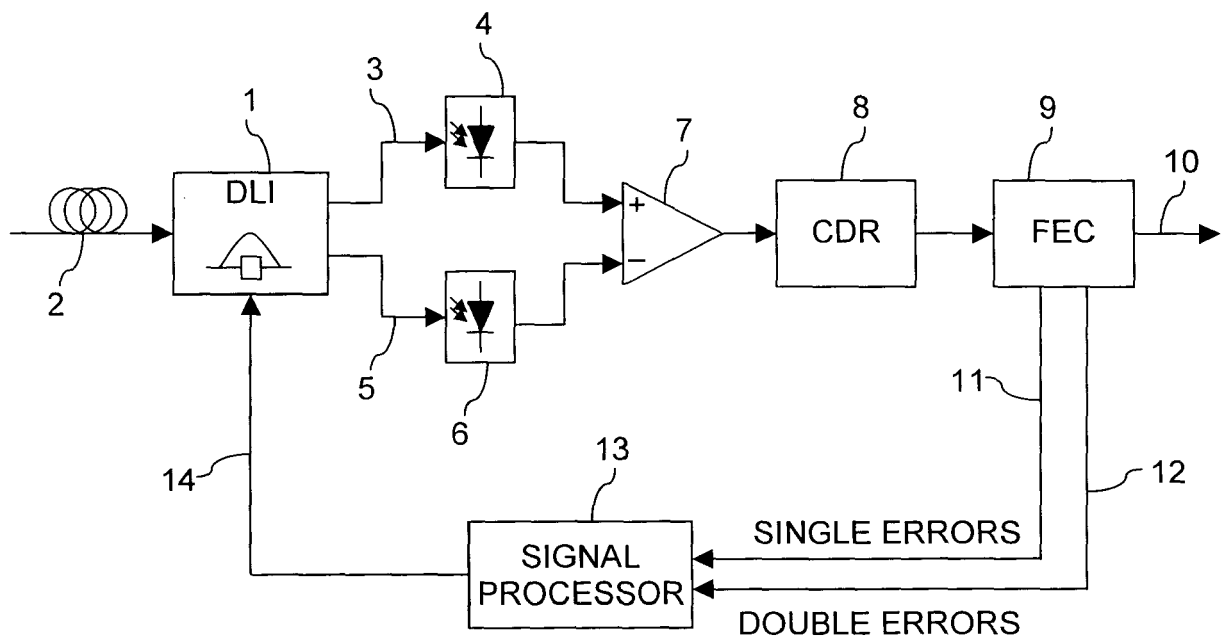 4
3
8
9
1
7
10
DLI
+
CDR
FEC
−
2
5
11
6
14
13
12
SINGLE ERRORS
SIGNAL
PROCESSOR
DOUBLE ERRORS